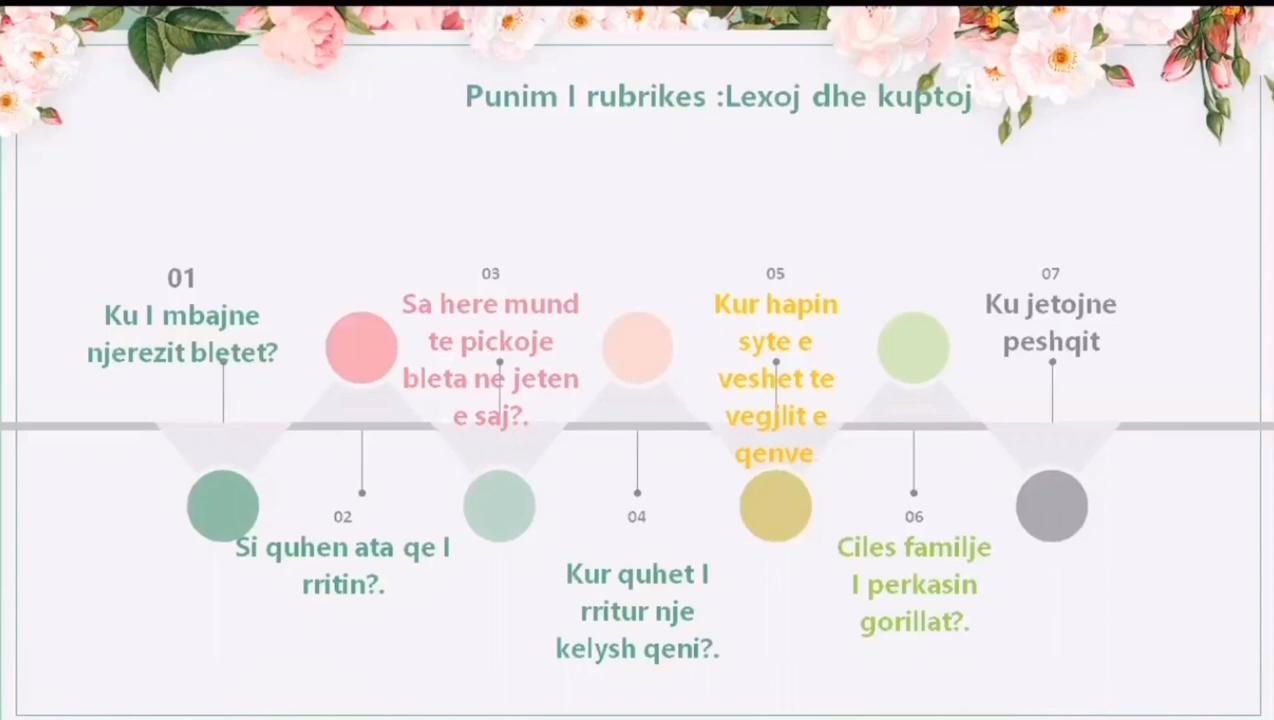 Punim I rubrikes :Lexoj dhe kuptoj
01
Ku I mbajne
njerezit bletet?
02
Si quhen ata qe I
rritin?.
03
Sa here mund
te pickoje
bleta ne jeten
e saj?.
04
Kur quhet I
rritur nje
kelysh qeni?.
05
Kur hapin
syte e
veshet te
vegjlit e
qenve
06
Ciles familje
I perkasin
gorillat?.
07
Ku jetojne
peshqit